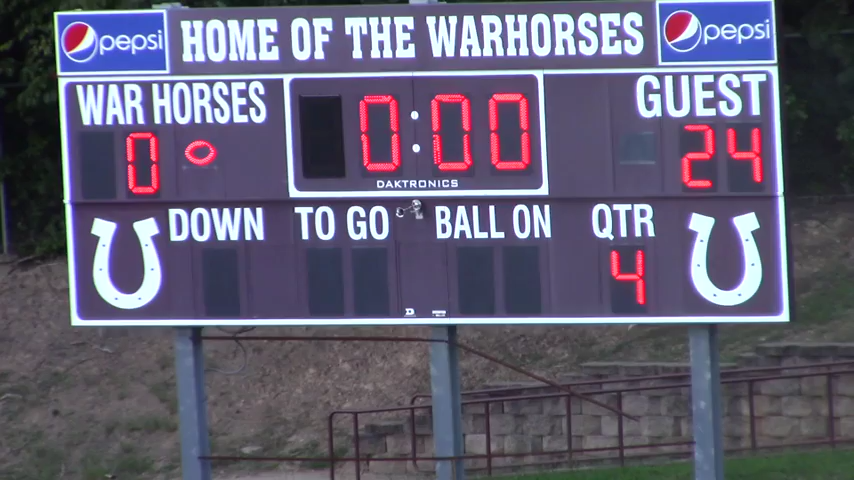 pepsi HOME OF THE WARHORSES pepsi
WAR HORSES 0 0:00 GUEST 24
DAKTRONICS
DOWN TO GO BALL ON QTR
4